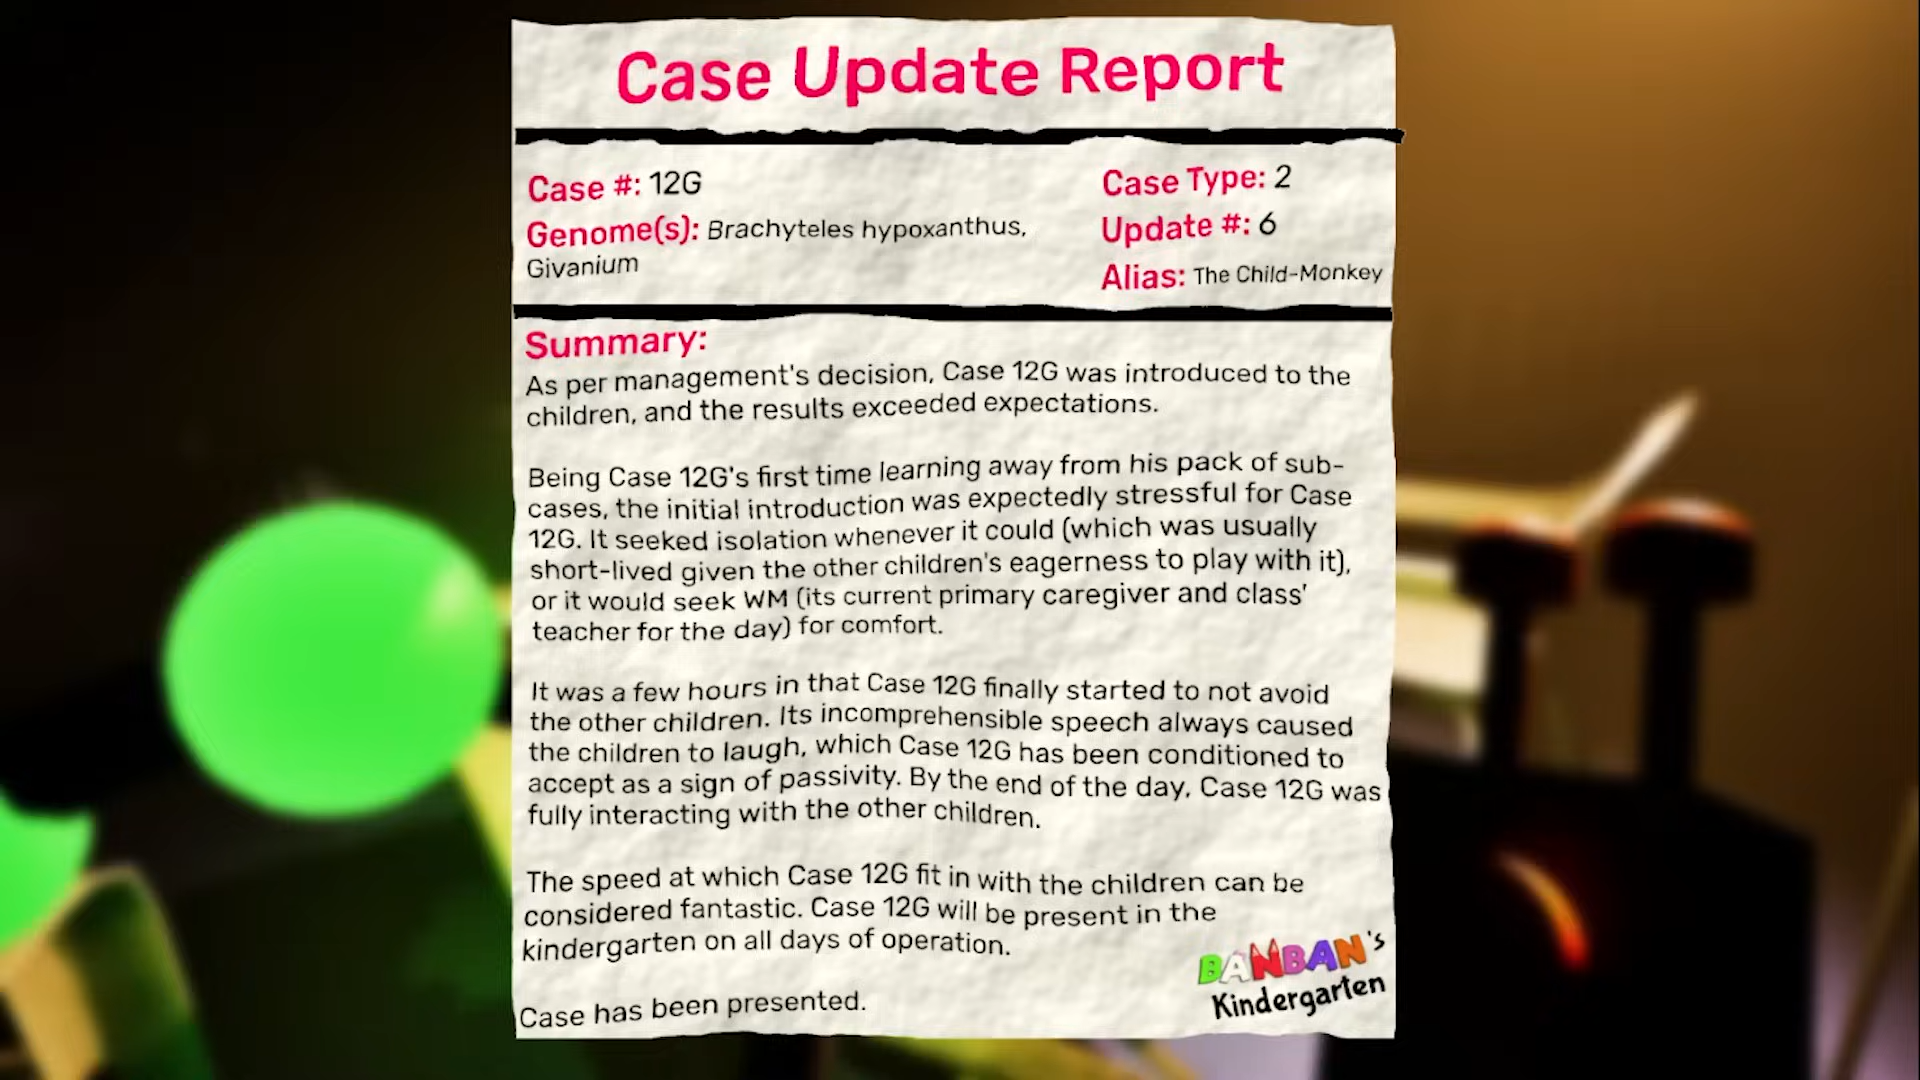 Case Update Report
Case #: 12G
Genome(s): Brachyteles hypoxanthus,
Givanium
Case Type: 2
Update #: 6
Alias: The Child-Monkey
Summary:
As per management's decision, Case 12G was introduced to the
children, and the results exceeded expectations.
Being Case 12G's first time learning away from his pack of sub-
cases, the initial introduction was expectedly stressful for Case
12G. It seeked isolation whenever it could (which was usually
short-lived given the other children's eagerness to play with it),
or it would seek WM (its current primary caregiver and class'
teacher for the day) for comfort.
It was a few hours in that Case 12G finally started to not avoid
the other children. Its incomprehensible speech always caused
the children to laugh, which Case 12G has been conditioned to
accept as a sign of passivity. By the end of the day, Case 12G was
fully interacting with the other children.
The speed at which Case 12G fit in with the children can be
considered fantastic. Case 12G will be present in the
kindergarten on all days of operation.
Case has been presented.
BANBAN's
Kindergarten